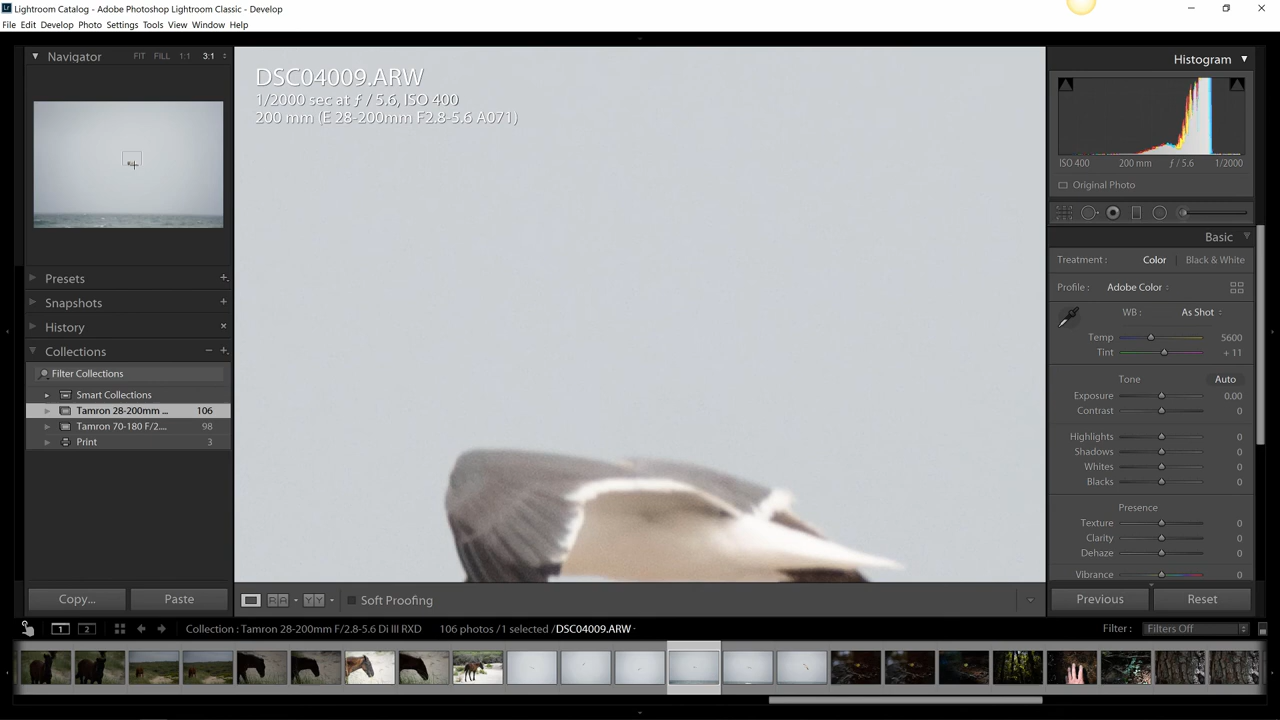 Lightroom Catalog - Adobe Photoshop Lightroom Classic - Develop
File Edit Develop Photo Settings Tools View Window Help
Navigator FIT FILL 1:1 3:1
Presets
Snapshots
History
Collections
Filter Collections
Smart Collections
Tamron 28-200mm ... 106
Tamron 70-180 F/2.... 98
Print 3
Copy... Paste
DSC04009.ARW
1/2000 sec at ƒ / 5.6, ISO 400
200 mm (E 28-200mm F2.8-5.6 A071)
Soft Proofing
Histogram
ISO 400 200 mm ƒ / 5.6 1/2000
Original Photo
Basic
Treatment : Color Black & White
Profile : Adobe Color
WB : As Shot
Temp 5600
Tint + 11
Tone Auto
Exposure 0.00
Contrast 0
Highlights 0
Shadows 0
Whites 0
Blacks 0
Presence
Texture 0
Clarity 0
Dehaze 0
Vibrance 0
Previous Reset
1 2 Collection : Tamron 28-200mm F/2.8-5.6 Di III RXD 106 photos /1 selected /DSC04009.ARW Filter : Filters Off